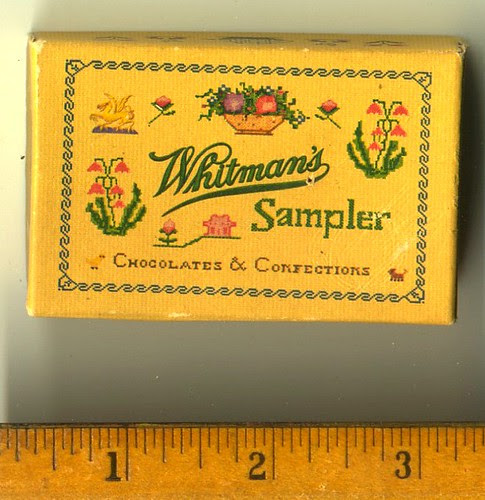 Whitman's
Sampler
CHOCOLATES & CONFECTIONS
1 2 3